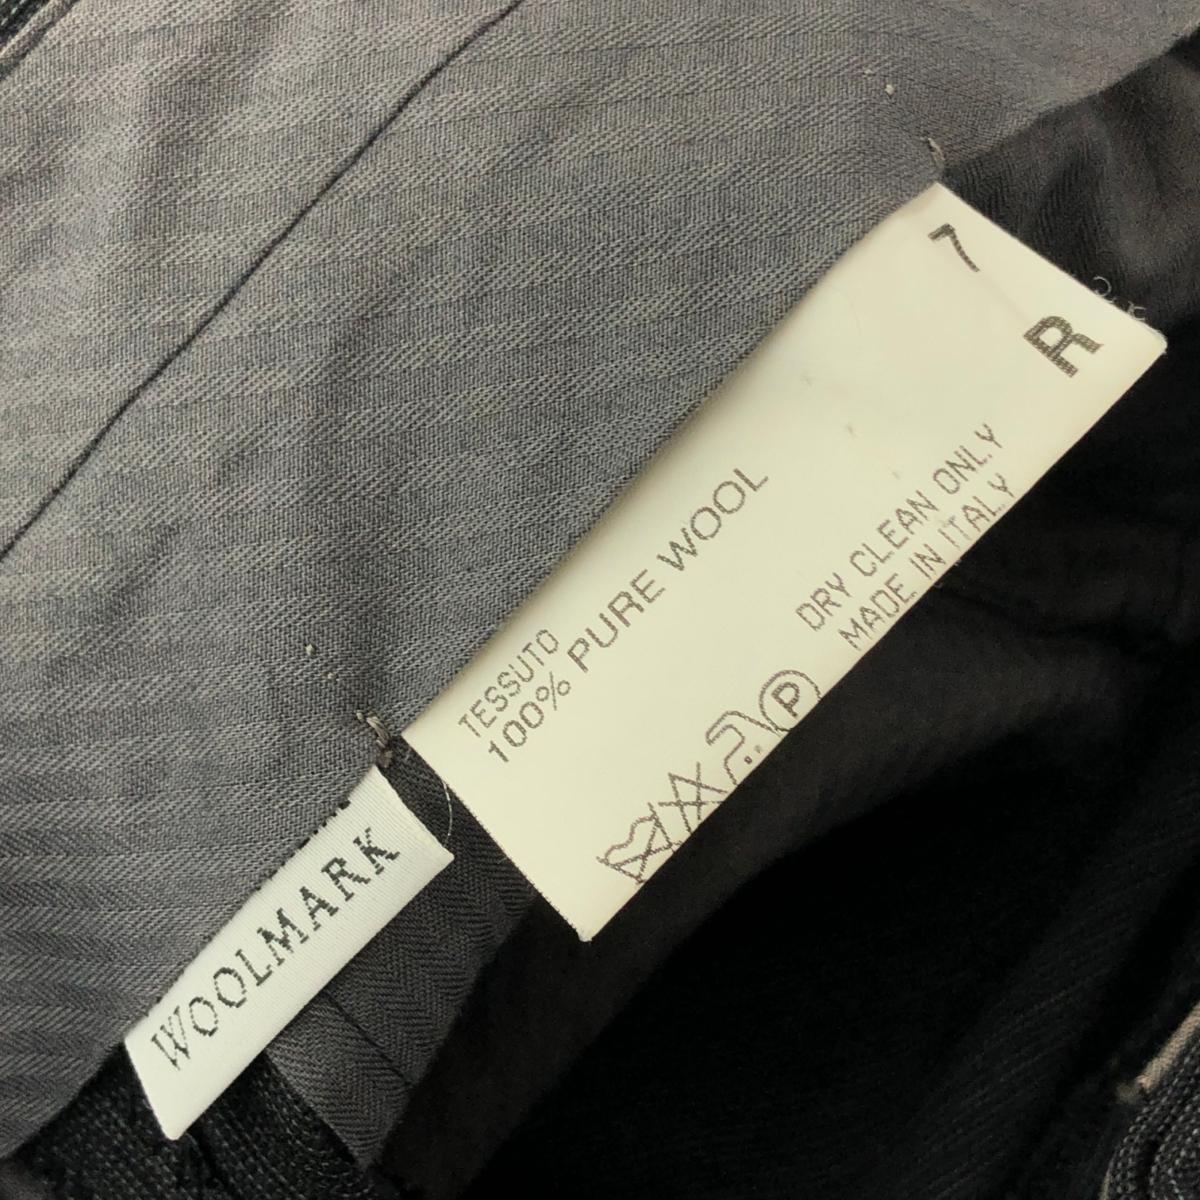 7
R
TESSUTO
100% PURE WOOL
DRY CLEAN ONLY
MADE IN ITALY
P
WOOLMARK